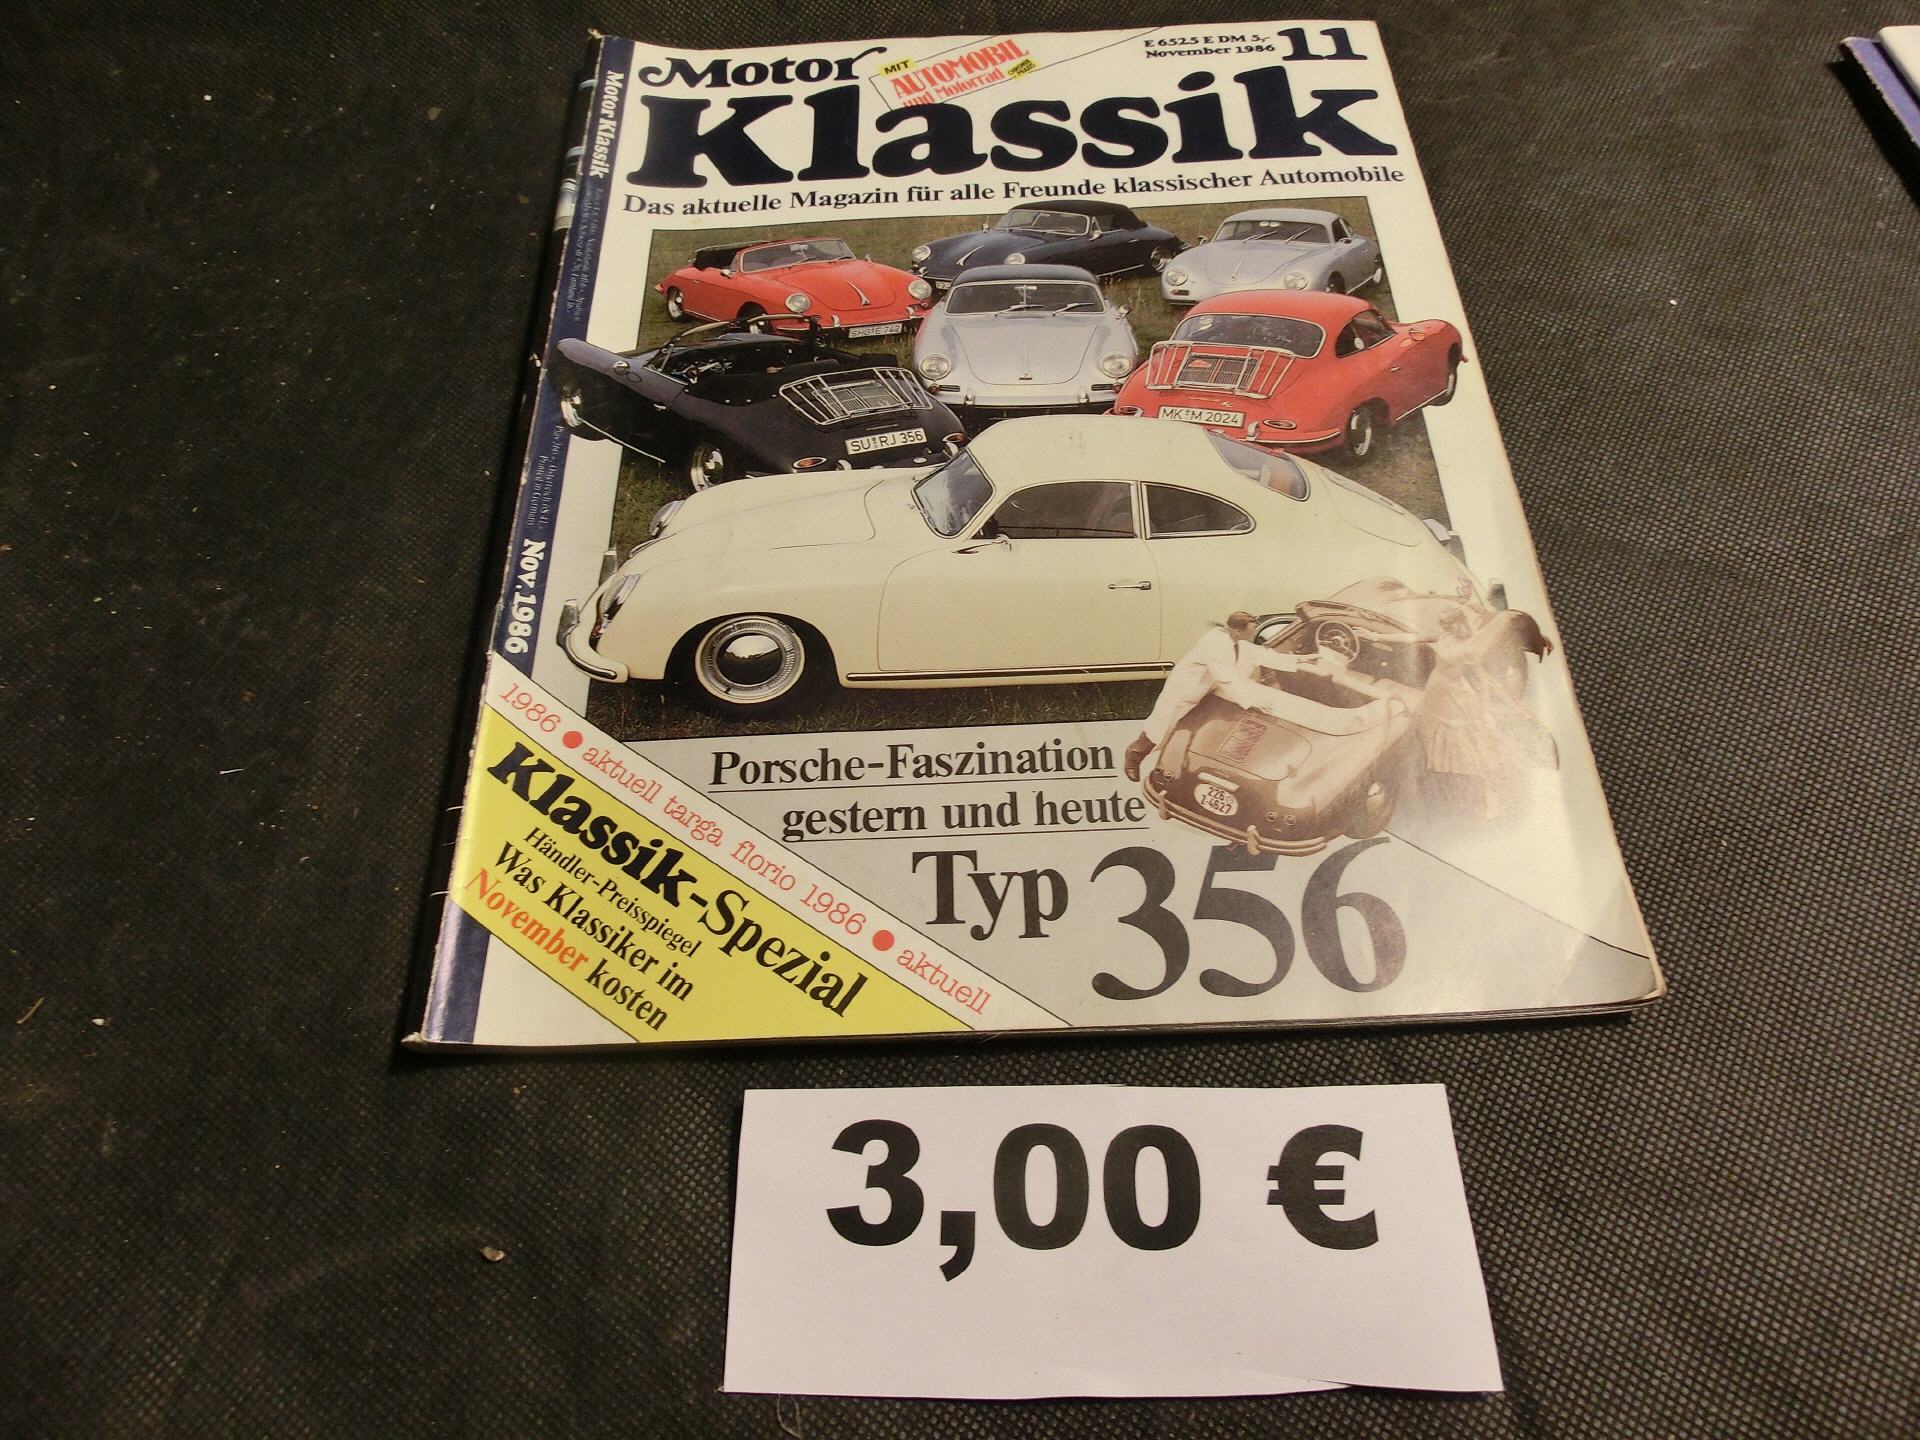 Motor
Klassik
MIT
AUTOMOBIL
und Motorrad
E 6525 E DM 5,-
November 1986
11
Das aktuelle Magazin für alle Freunde klassischer Automobile
Motor Klassik
Nov. 1986
SHG E 742
SU RJ 356
MK M 2024
226
Z-4627
Porsche-Faszination
gestern und heute
Typ 356
1986 ● aktuell targa florio 1986 ● aktuell
Klassik-Spezial
Händler-Preisspiegel
Was Klassiker im
November kosten
3,00 €